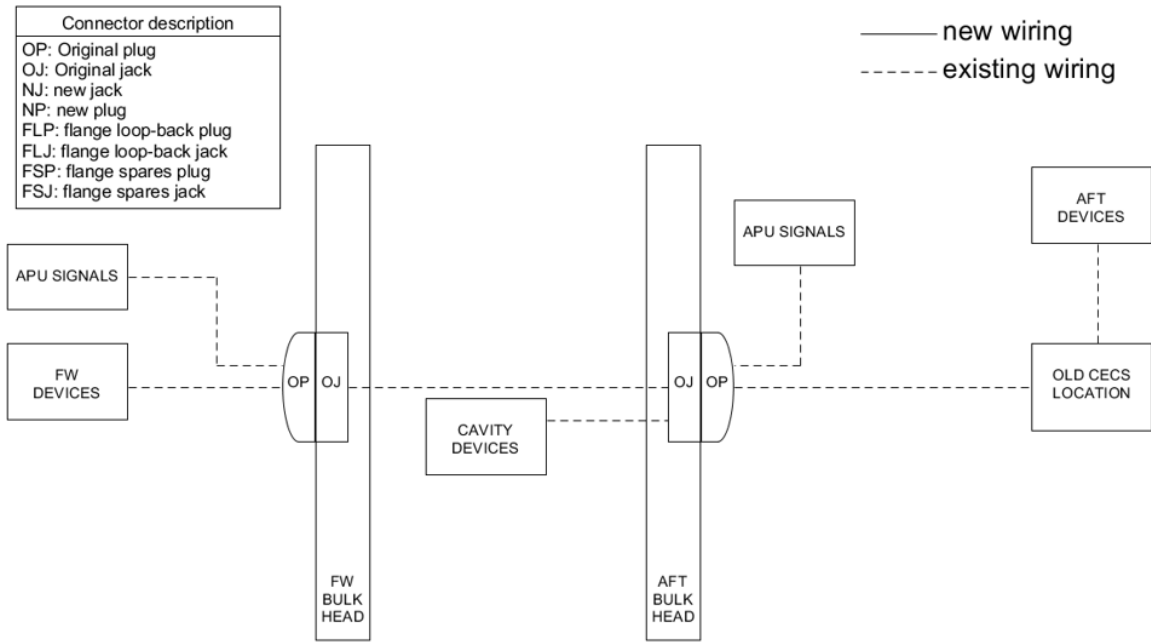 Connector description
OP: Original plug
OJ: Original jack
NJ: new jack
NP: new plug
FLP: flange loop-back plug
FLJ: flange loop-back jack
FSP: flange spares plug
FSJ: flange spares jack
new wiring
existing wiring
APU SIGNALS
FW
DEVICES
OP
OJ
FW
BULK
HEAD
CAVITY
DEVICES
OJ
OP
AFT
BULK
HEAD
APU SIGNALS
AFT
DEVICES
OLD CECS
LOCATION